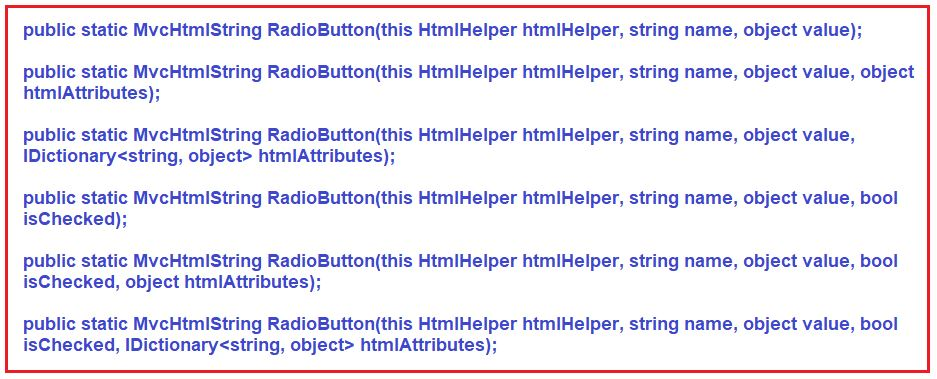 public static MvcHtmlString RadioButton(this HtmlHelper htmlHelper, string name, object value);
public static MvcHtmlString RadioButton(this HtmlHelper htmlHelper, string name, object value, object
htmlAttributes);
public static MvcHtmlString RadioButton(this HtmlHelper htmlHelper, string name, object value,
IDictionary<string, object> htmlAttributes);
public static MvcHtmlString RadioButton(this HtmlHelper htmlHelper, string name, object value, bool
isChecked);
public static MvcHtmlString RadioButton(this HtmlHelper htmlHelper, string name, object value, bool
isChecked, object htmlAttributes);
public static MvcHtmlString RadioButton(this HtmlHelper htmlHelper, string name, object value, bool
isChecked, IDictionary<string, object> htmlAttributes);